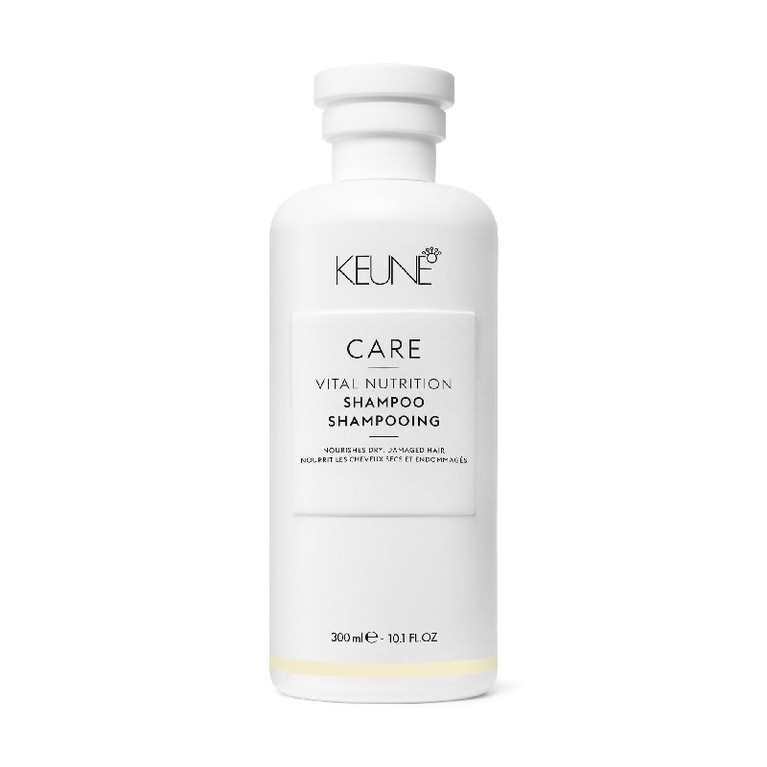 KEUNE
CARE
VITAL NUTRITION
SHAMPOO
SHAMPOOING
NOURISHES DRY, DAMAGED HAIR
NOURRIT LES CHEVEUX SECS ET ENDOMMAGÉS
300 ml ℮ - 10.1 FL.OZ